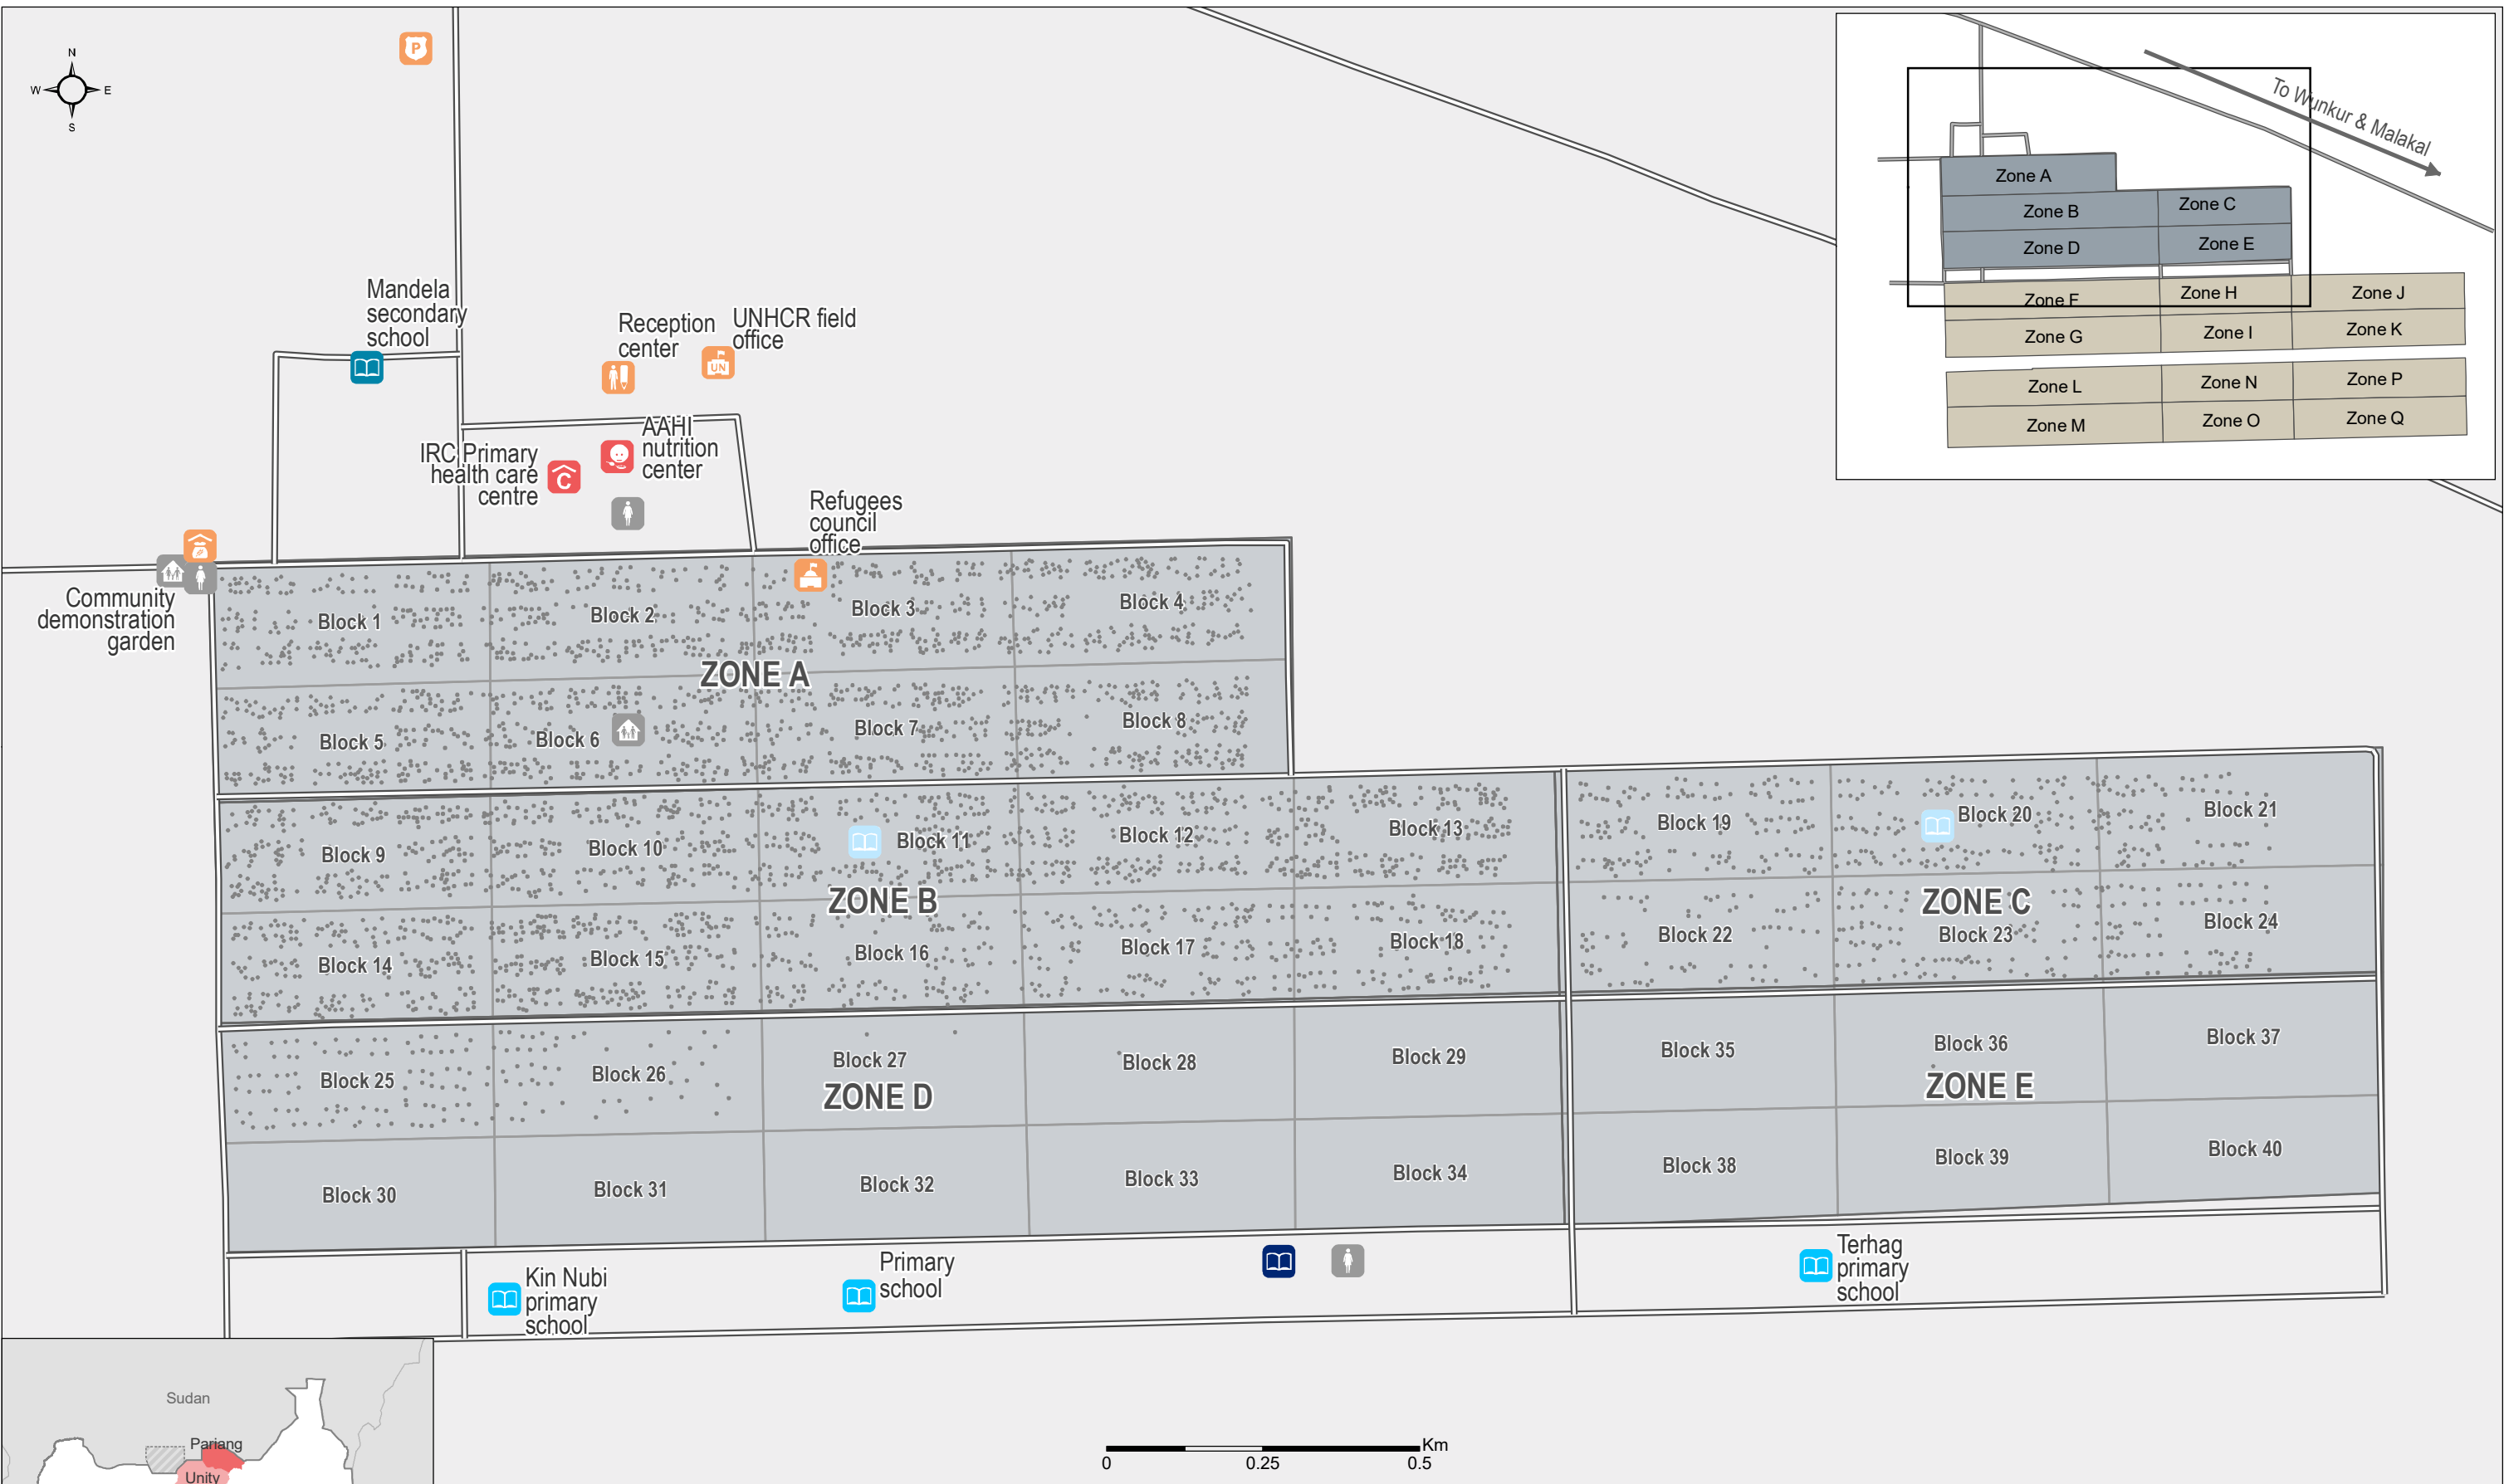 N
W E
S
P
Mandela
secondary
school
Reception
center
UNHCR field
office
UN
AAHI
nutrition
center
IRC Primary
health care
centre
C
Refugees
council
office
Community
demonstration
garden
To Wunkur & Malakal
Zone A
Zone B
Zone C
Zone D
Zone E
Zone F
Zone H
Zone J
Zone G
Zone I
Zone K
Zone L
Zone N
Zone P
Zone M
Zone O
Zone Q
Block 1
Block 2
Block 3
Block 4
ZONE A
Block 5
Block 6
Block 7
Block 8
Block 9
Block 10
Block 11
Block 12
Block 13
ZONE B
Block 14
Block 15
Block 16
Block 17
Block 18
Block 19
Block 20
Block 21
ZONE C
Block 22
Block 23
Block 24
Block 25
Block 26
Block 27
Block 28
Block 29
ZONE D
Block 30
Block 31
Block 32
Block 33
Block 34
Block 35
Block 36
Block 37
ZONE E
Block 38
Block 39
Block 40
Kin Nubi
primary
school
Primary
school
Terhag
primary
school
Sudan
Pariang
Unity
Km
0 0.25 0.5